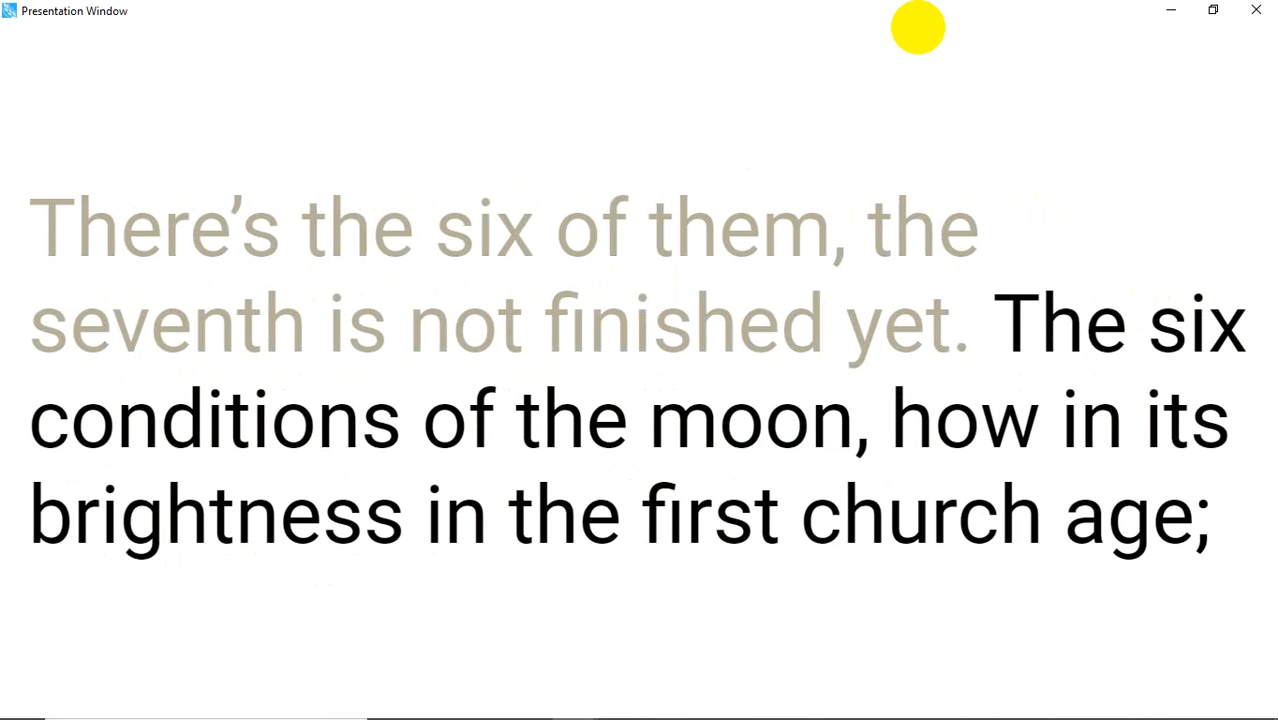 Presentation Window
There’s the six of them, the
seventh is not finished yet. The six
conditions of the moon, how in its
brightness in the first church age;